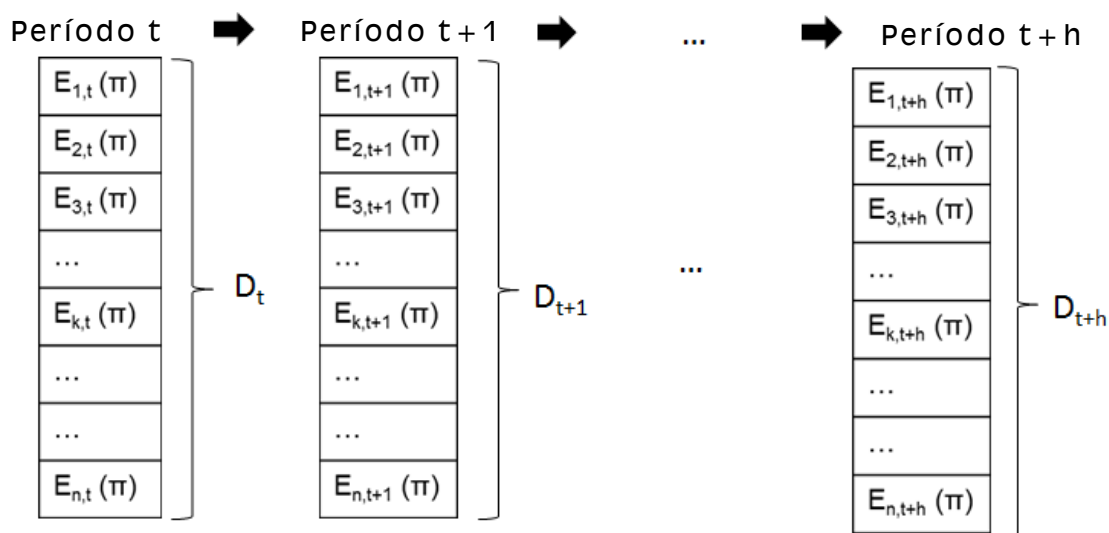 Período t
Período t + 1
...
Período t + h
E1,t (π)
E2,t (π)
E3,t (π)
...
Ek,t (π)
...
...
En,t (π)
Dt
E1,t+1 (π)
E2,t+1 (π)
E3,t+1 (π)
...
Ek,t+1 (π)
...
...
En,t+1 (π)
Dt+1
...
E1,t+h (π)
E2,t+h (π)
E3,t+h (π)
...
Ek,t+h (π)
...
...
En,t+h (π)
Dt+h